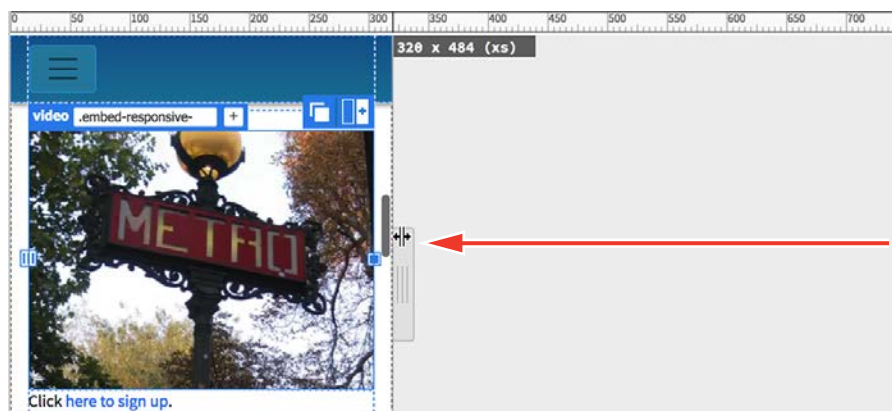 0 50 100 150 200 250 300 350 400 450 500 550 600 650 700
320 x 484 (xs)
video .embed-responsive- +
METRO
Click here to sign up.